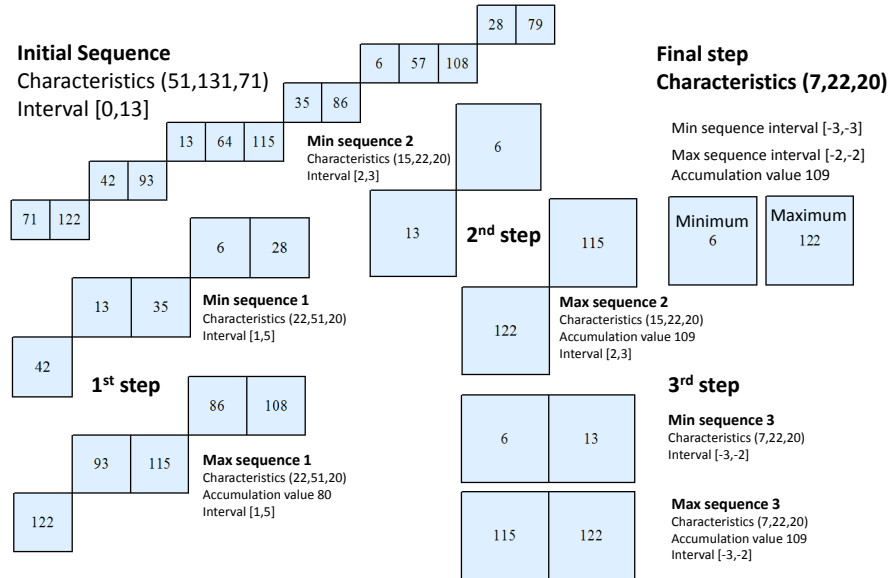 Initial Sequence
Characteristics (51,131,71)
Interval [0,13]
28 79
6 57 108
35 86
13 64 115
42 93
71 122
Min sequence 2
Characteristics (15,22,20)
Interval [2,3]
6
13
2nd step
115
122
Max sequence 2
Characteristics (15,22,20)
Accumulation value 109
Interval [2,3]
6 28
13 35
42
Min sequence 1
Characteristics (22,51,20)
Interval [1,5]
1st step
86 108
93 115
122
Max sequence 1
Characteristics (22,51,20)
Accumulation value 80
Interval [1,5]
3rd step
6 13
Min sequence 3
Characteristics (7,22,20)
Interval [-3,-2]
115 122
Max sequence 3
Characteristics (7,22,20)
Accumulation value 109
Interval [-3,-2]
Final step
Characteristics (7,22,20)
Min sequence interval [-3,-3]
Max sequence interval [-2,-2]
Accumulation value 109
Minimum
6
Maximum
122